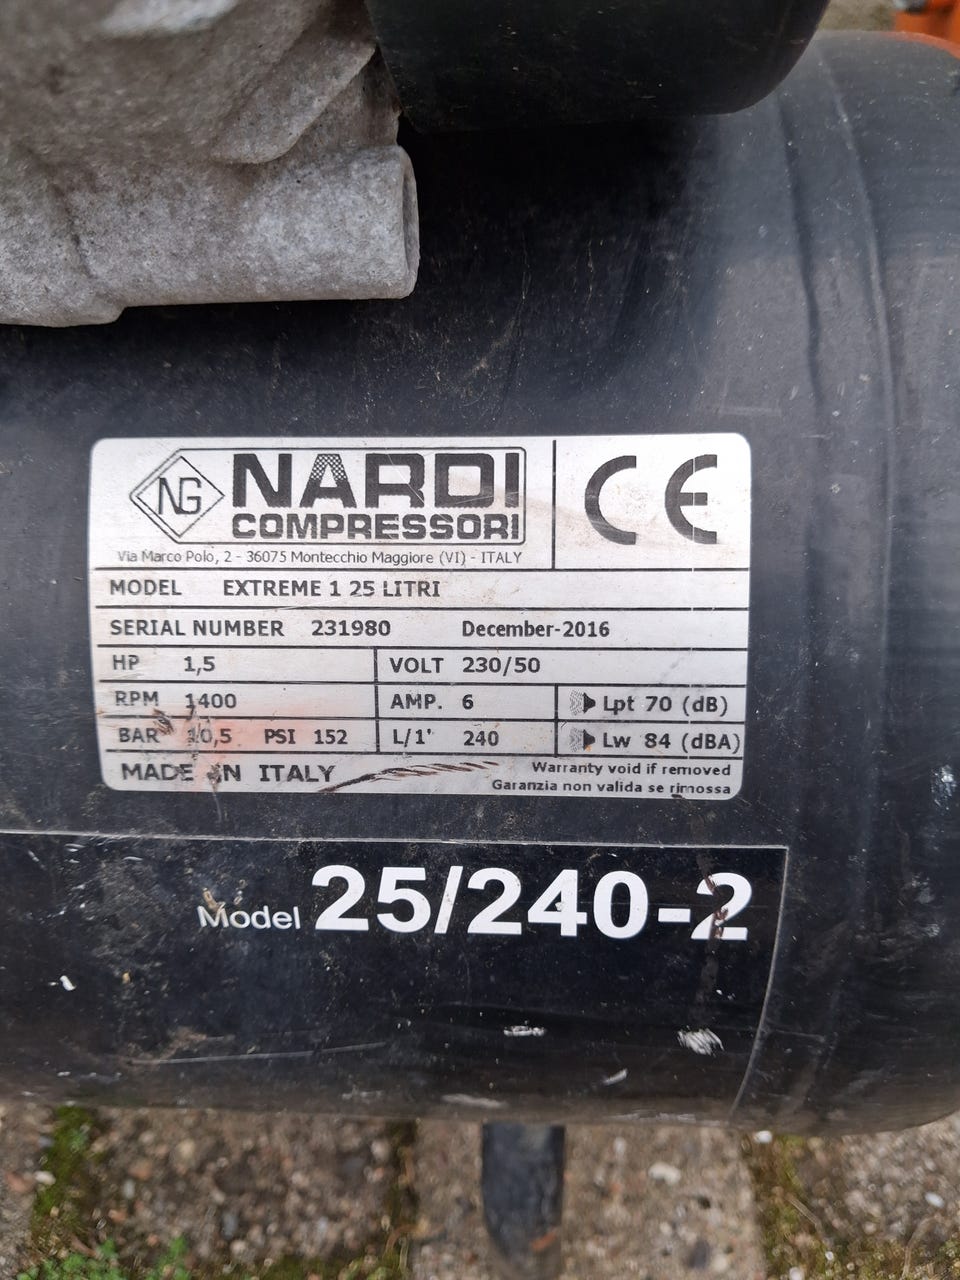 NG NARDI
COMPRESSORI
CE
Via Marco Polo, 2 - 36075 Montecchio Maggiore (VI) - ITALY
MODEL EXTREME 1 25 LITRI
SERIAL NUMBER 231980 December-2016
HP 1,5 VOLT 230/50
RPM 1400 AMP. 6 Lpt 70 (dB)
BAR 10,5 PSI 152 L/1' 240 Lw 84 (dBA)
MADE IN ITALY Warranty void if removed
Garanzia non valida se rimossa
Model 25/240-2